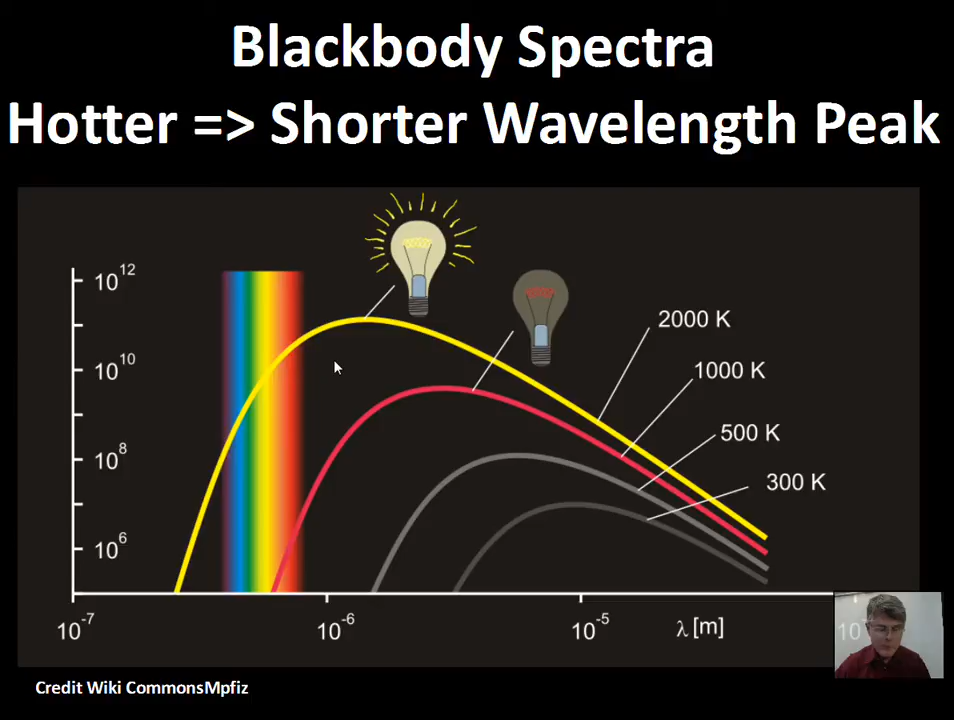 Blackbody Spectra
Hotter => Shorter Wavelength Peak
10^12
10^10
10^8
10^6
2000 K
1000 K
500 K
300 K
10^-7
10^-6
10^-5
λ [m]
10
Credit Wiki CommonsMpfiz